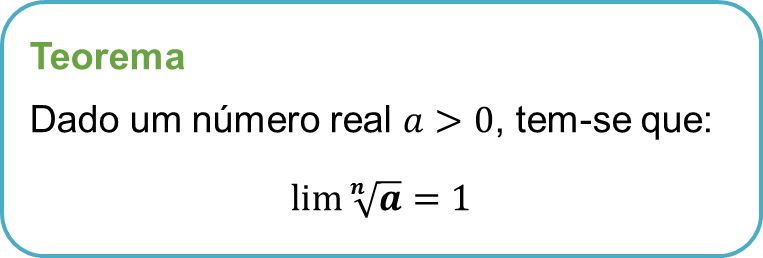 Teorema
Dado um número real 𝑎 > 0, tem-se que:
lim ⁿ√𝒂 = 1